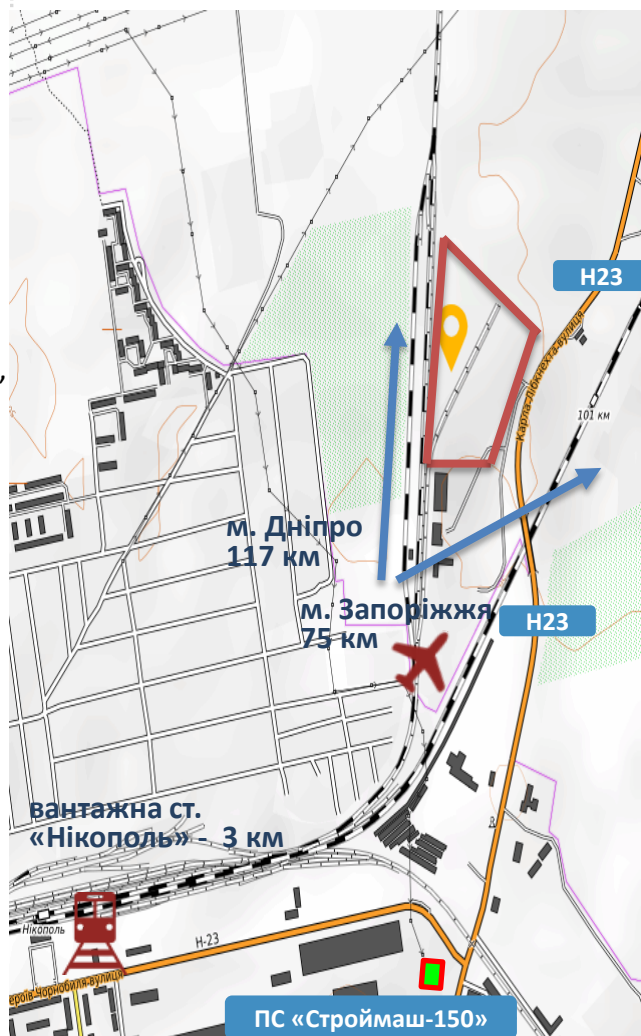 Н23
,
Карла-Лібкнехта-вулиця
101 км
м. Дніпро
117 км
м. Запоріжжя
75 км
Н23
вантажна ст.
«Нікополь» - 3 км
Нікополь
Н-23
ероїв-Чорнобиля-вулиця
ПС «Строймаш-150»